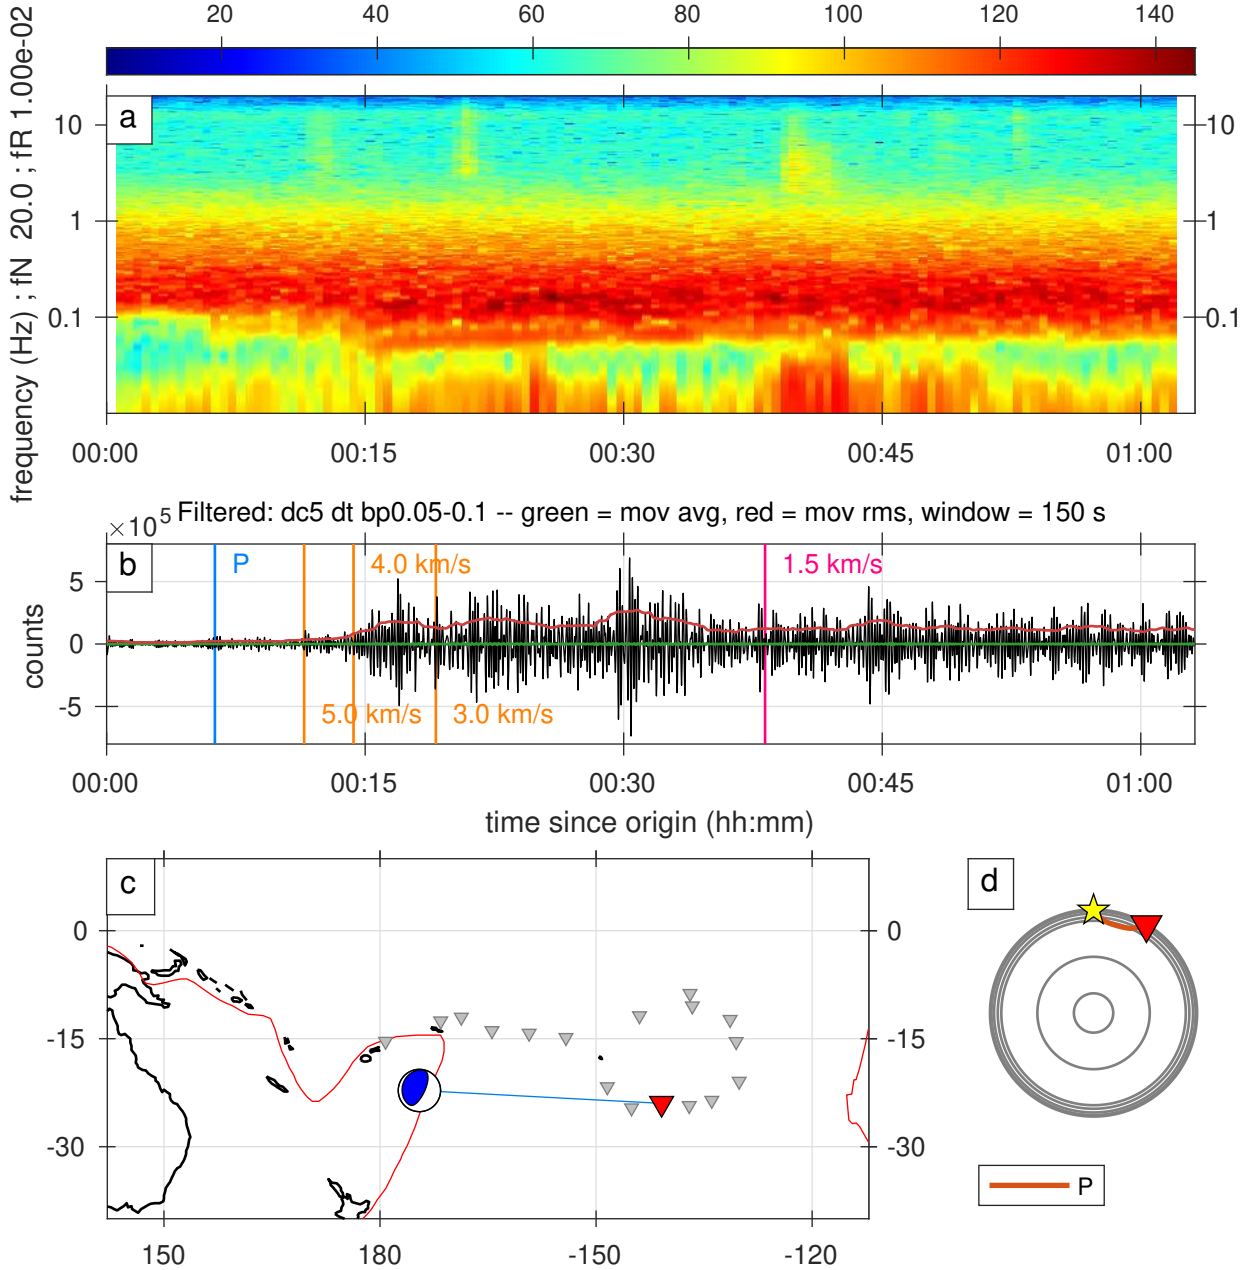 20 40 60 80 100 120 140
a
10 10
1 1
0.1 0.1
frequency (Hz) ; fN 20.0 ; fR 1.00e-02
00:00 00:15 00:30 00:45 01:00
×10^5 Filtered: dc5 dt bp0.05-0.1 -- green = mov avg, red = mov rms, window = 150 s
b P 4.0 km/s 1.5 km/s
5
0
-5
counts
5.0 km/s 3.0 km/s
00:00 00:15 00:30 00:45 01:00
time since origin (hh:mm)
c d
0 0
-15 -15
-30 -30
150 180 -150 -120
P